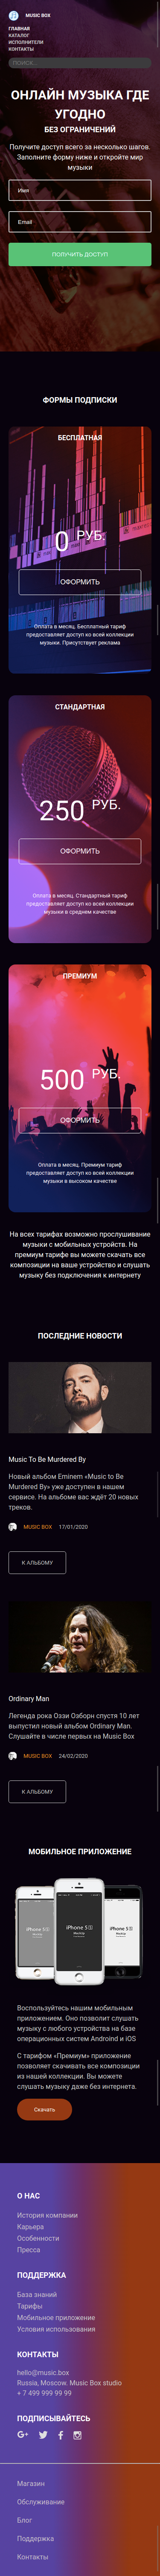 MUSIC BOX
ГЛАВНАЯ
КАТАЛОГ
ИСПОЛНИТЕЛИ
КОНТАКТЫ
ПОИСК...
ОНЛАЙН МУЗЫКА ГДЕ
УГОДНО
БЕЗ ОГРАНИЧЕНИЙ
Получите доступ всего за несколько шагов.
Заполните форму ниже и откройте мир
музыки
Имя
Email
ПОЛУЧИТЬ ДОСТУП
ФОРМЫ ПОДПИСКИ
БЕСПЛАТНАЯ
0 РУБ.
ОФОРМИТЬ
Оплата в месяц. Бесплатный тариф
предоставляет доступ ко всей коллекции
музыки. Присутствует реклама
СТАНДАРТНАЯ
250 РУБ.
ОФОРМИТЬ
Оплата в месяц. Стандартный тариф
предоставляет доступ ко всей коллекции
музыки в среднем качестве
ПРЕМИУМ
500 РУБ.
ОФОРМИТЬ
Оплата в месяц. Премиум тариф
предоставляет доступ ко всей коллекции
музыки в высоком качестве
На всех тарифах возможно прослушивание
музыки с мобильных устройств. На
премиум тарифе вы можете скачать все
композиции на ваше устройство и слушать
музыку без подключения к интернету
ПОСЛЕДНИЕ НОВОСТИ
Music To Be Murdered By
Новый альбом Eminem «Music to Be
Murdered By» уже доступен в нашем
сервисе. На альбоме вас ждёт 20 новых
треков.
MUSIC BOX 17/01/2020
К АЛЬБОМУ
Ordinary Man
Легенда рока Оззи Озборн спустя 10 лет
выпустил новый альбом Ordinary Man.
Слушайте в числе первых на Music Box
MUSIC BOX 24/02/2020
К АЛЬБОМУ
МОБИЛЬНОЕ ПРИЛОЖЕНИЕ
iPhone 5S
iPhone 5S
iPhone 5S
Воспользуйтесь нашим мобильным
приложением. Оно позволит слушать
музыку с любого устройства на базе
операционных систем Androind и iOS
С тарифом «Премиум» приложение
позволяет скачивать все композиции
из нашей коллекции. Вы можете
слушать музыку даже без интернета.
Скачать
О НАС
История компании
Карьера
Особенности
Пресса
ПОДДЕРЖКА
База знаний
Тарифы
Мобильное приложение
Условия использования
КОНТАКТЫ
hello@music.box
Russia, Moscow. Music Box studio
+ 7 499 999 99 99
ПОДПИСЫВАЙТЕСЬ
Магазин
Обслуживание
Блог
Поддержка
Контакты